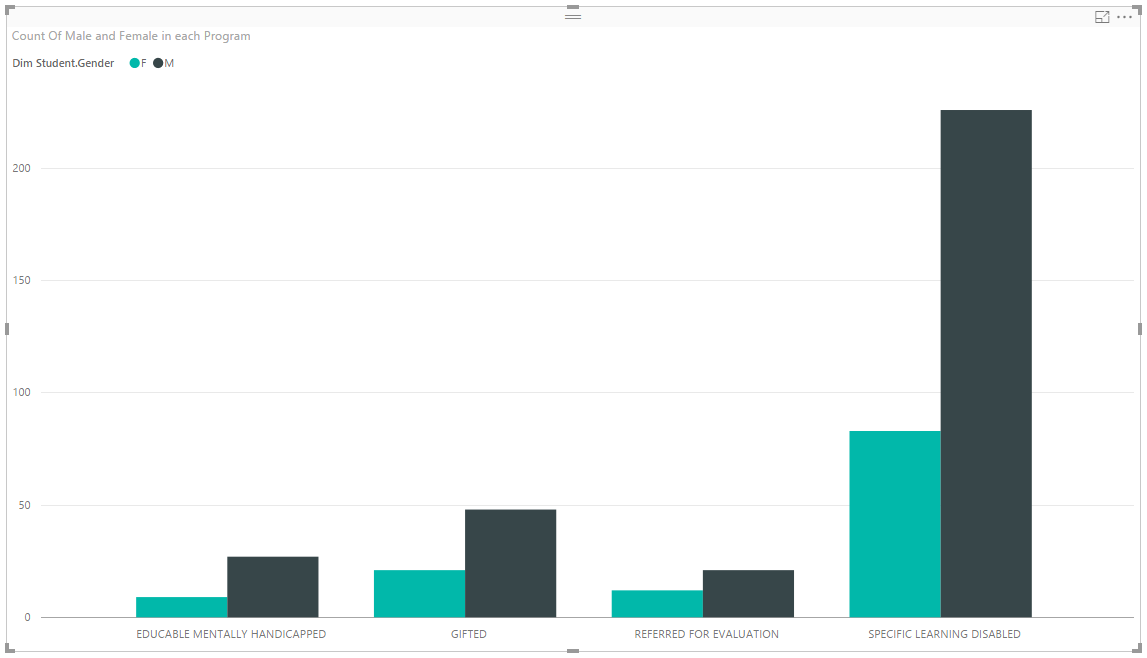 Count Of Male and Female in each Program
Dim Student.Gender F M
200
150
100
50
0
EDUCABLE MENTALLY HANDICAPPED GIFTED REFERRED FOR EVALUATION SPECIFIC LEARNING DISABLED